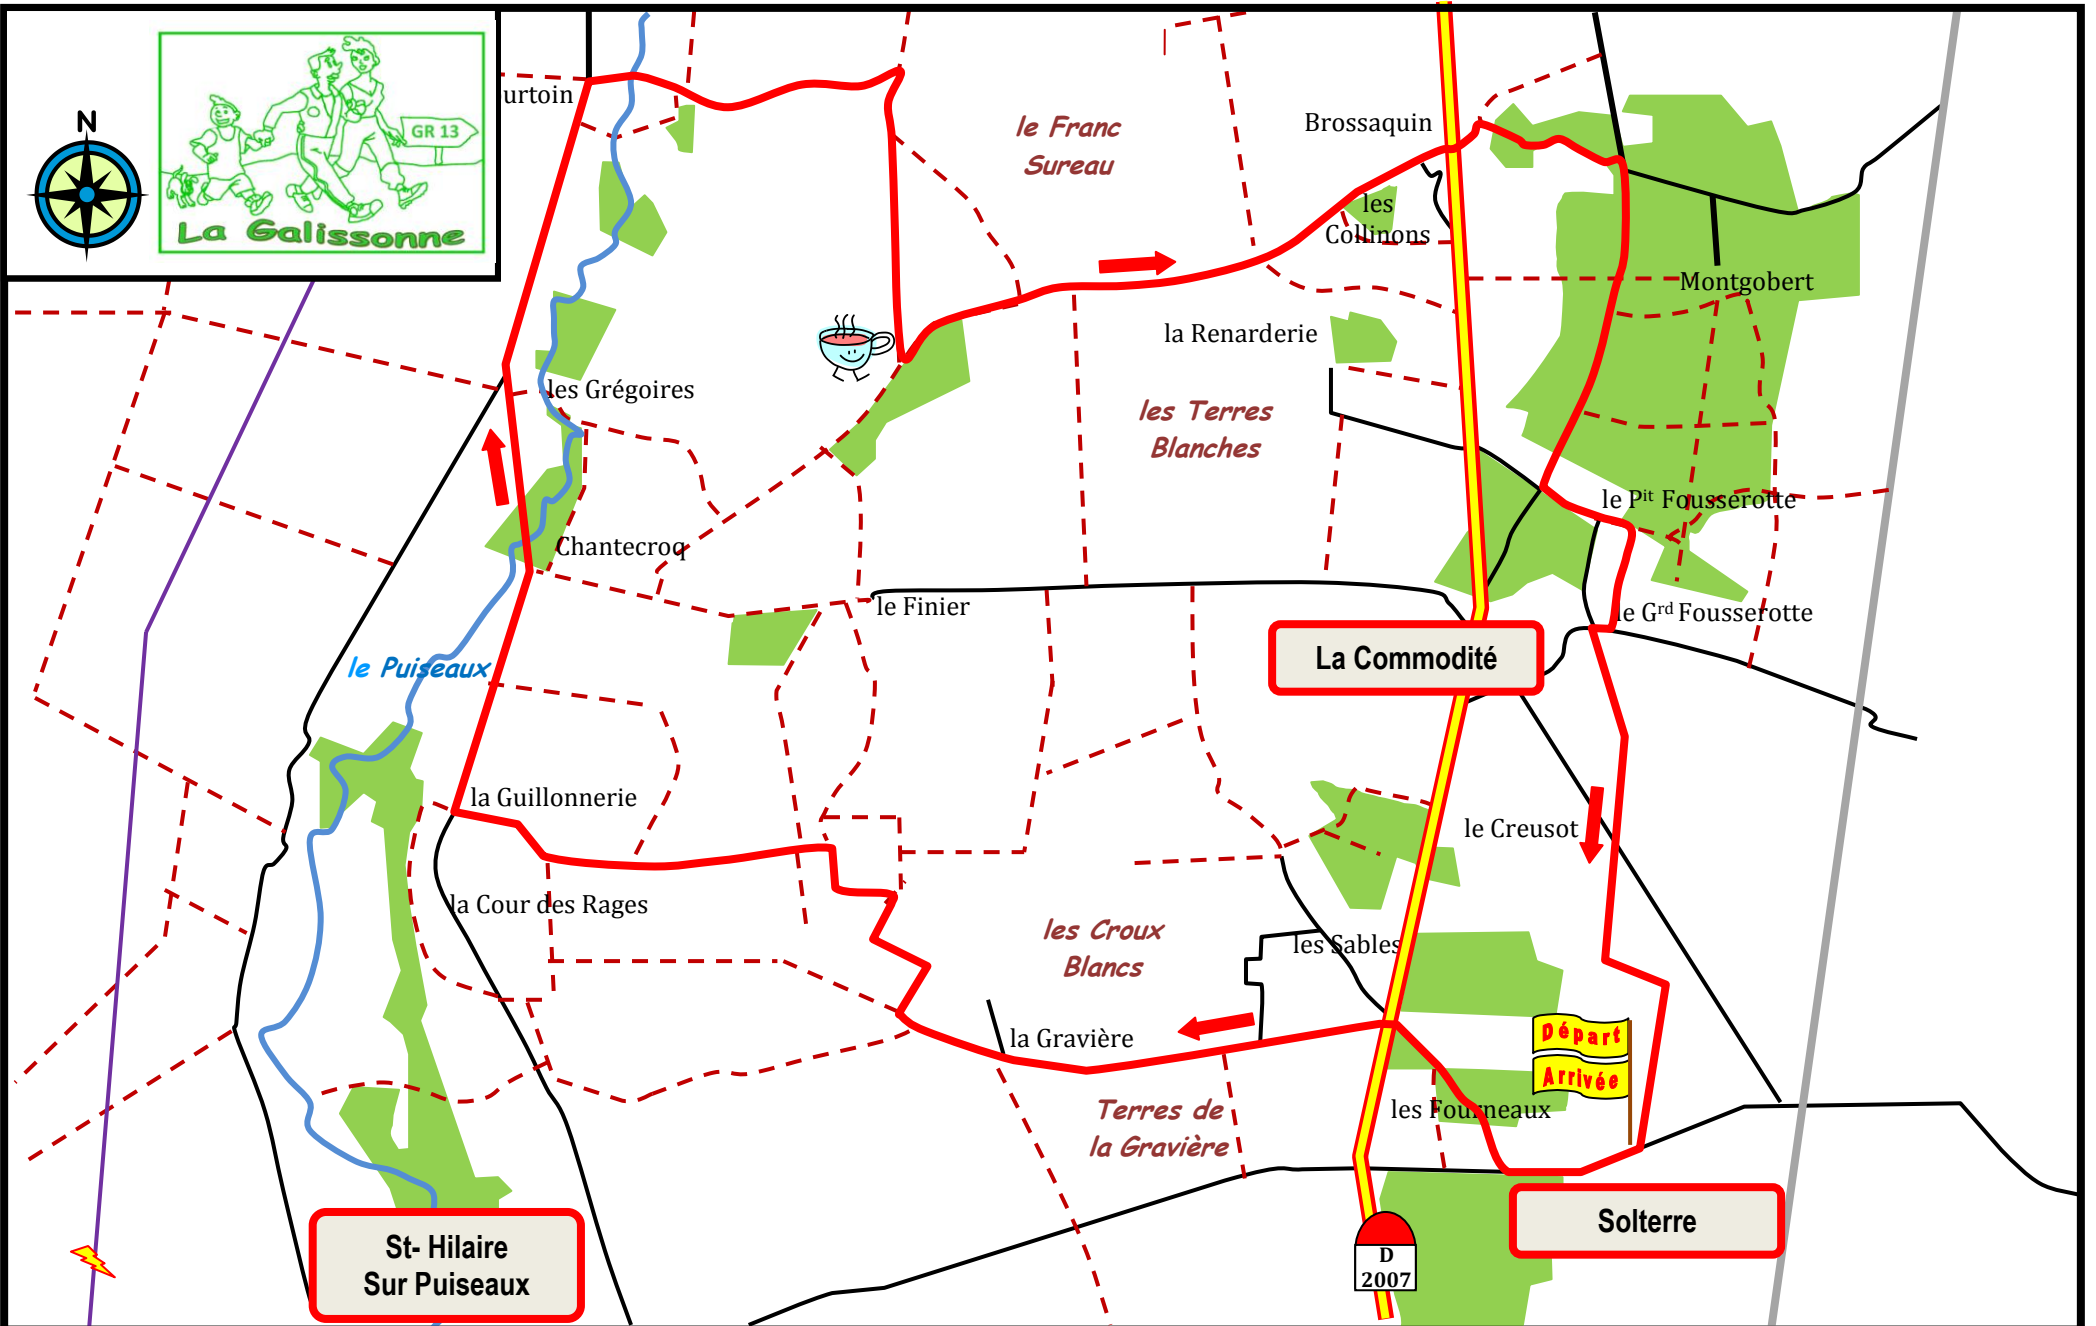 N
GR 13
La Galissonne
urtoin
le Franc
Sureau
Brossaquin
les
Collinons
Montgobert
la Renarderie
les Grégoires
les Terres
Blanches
le Pit Fousserotte
Chantecroq
le Finier
le Grd Fousserotte
La Commodité
le Puiseaux
la Guillonnerie
le Creusot
la Cour des Rages
les Croux
Blancs
les Sables
la Gravière
Départ
Arrivée
les Fourneaux
Terres de
la Gravière
Solterre
St- Hilaire
Sur Puiseaux
D
2007